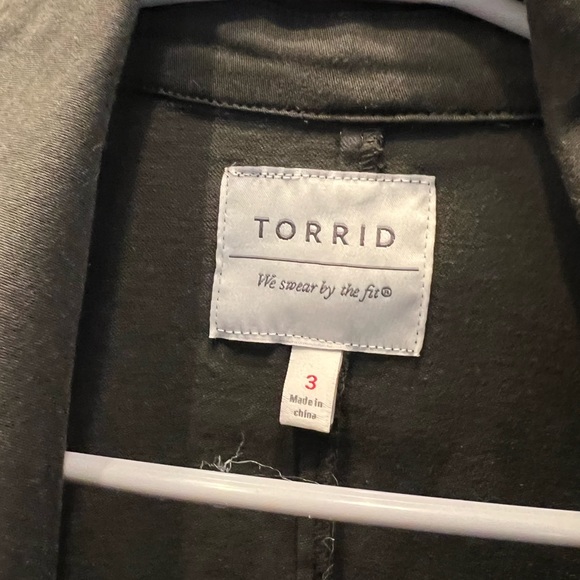 TORRID
We swear by the fit®
3
Made in
china